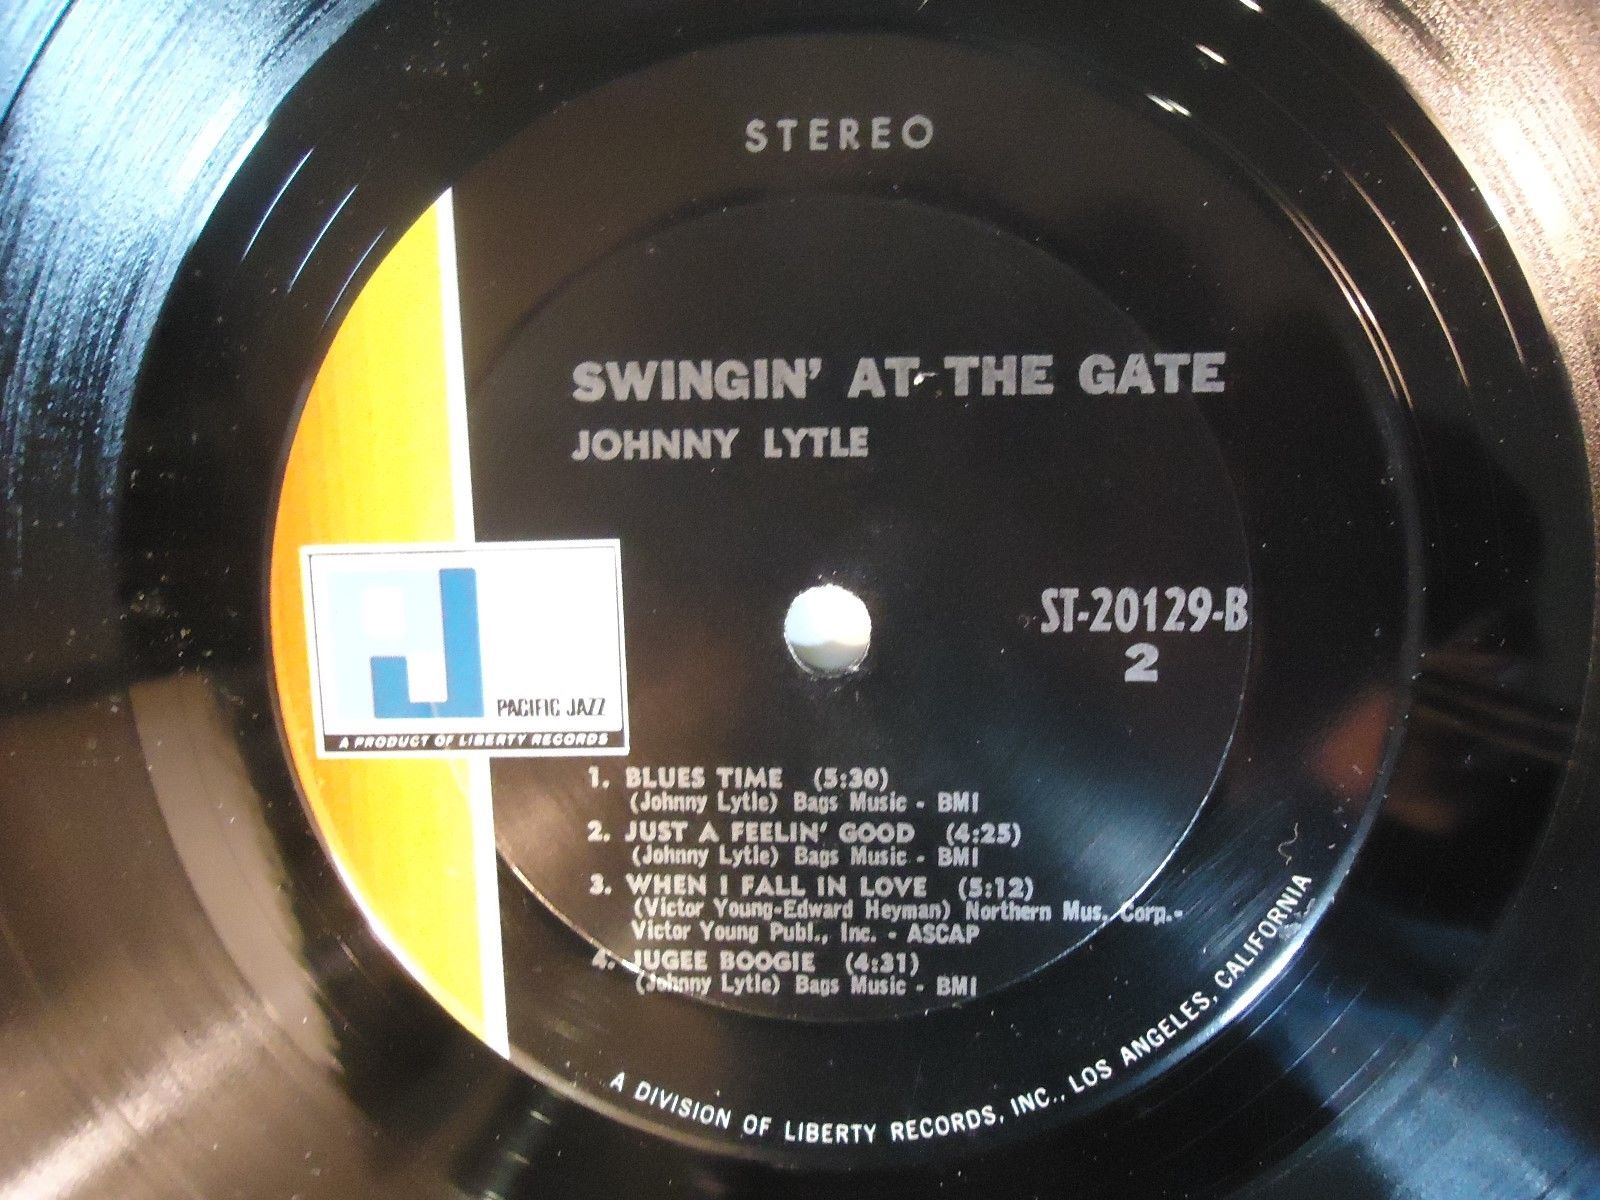 STEREO
SWINGIN' AT THE GATE
JOHNNY LYTLE
ST-20129-B
2
J
PACIFIC JAZZ
A PRODUCT OF LIBERTY RECORDS
1. BLUES TIME (5:30)
(Johnny Lytle) Bags Music - BMI
2. JUST A FEELIN' GOOD (4:25)
(Johnny Lytle) Bags Music - BMI
3. WHEN I FALL IN LOVE (5:12)
(Victor Young-Edward Heyman) Northern Mus. Corp.-
Victor Young Publ., Inc. - ASCAP
4. JUGEE BOOGIE (4:31)
(Johnny Lytle) Bags Music - BMI
A DIVISION OF LIBERTY RECORDS, INC., LOS ANGELES, CALIFORNIA